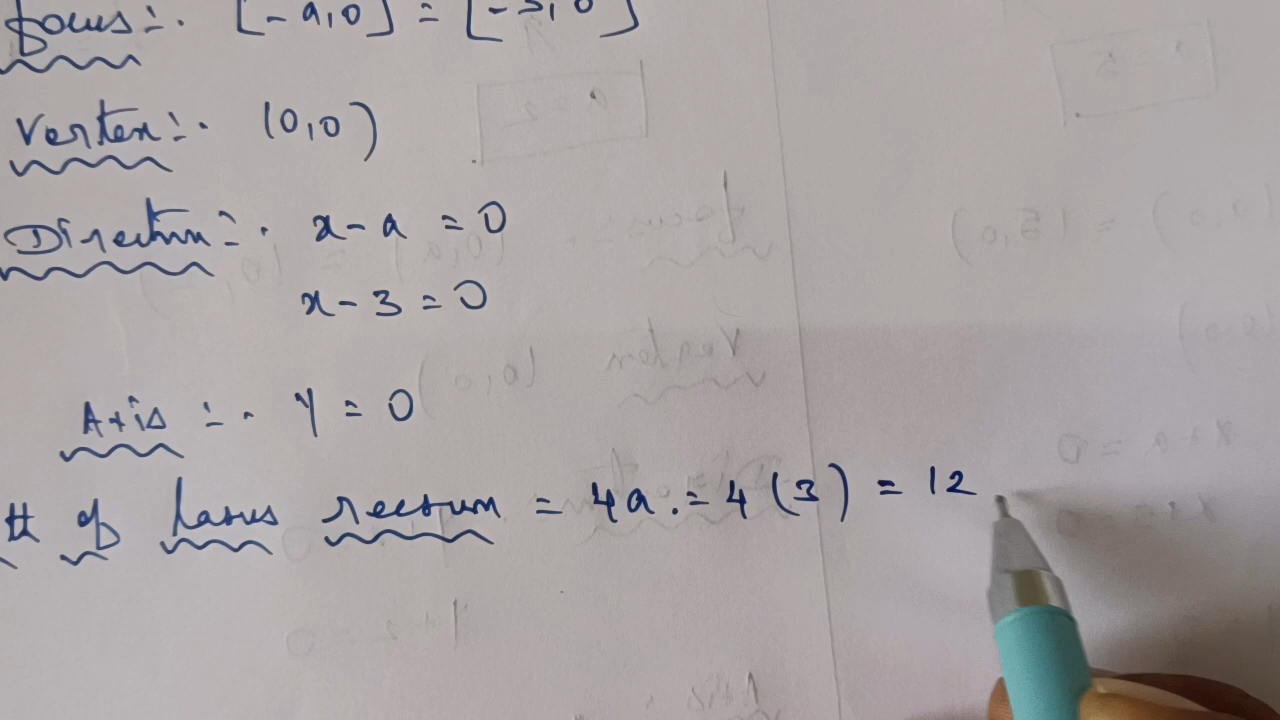 focus:-. [-a,0] = [-3,0]
Vertex:-. (0,0)
Directrix:-. x-a = 0
x-3 = 0
Axis :-. y = 0
of latus rectum = 4a. = 4(3) = 12